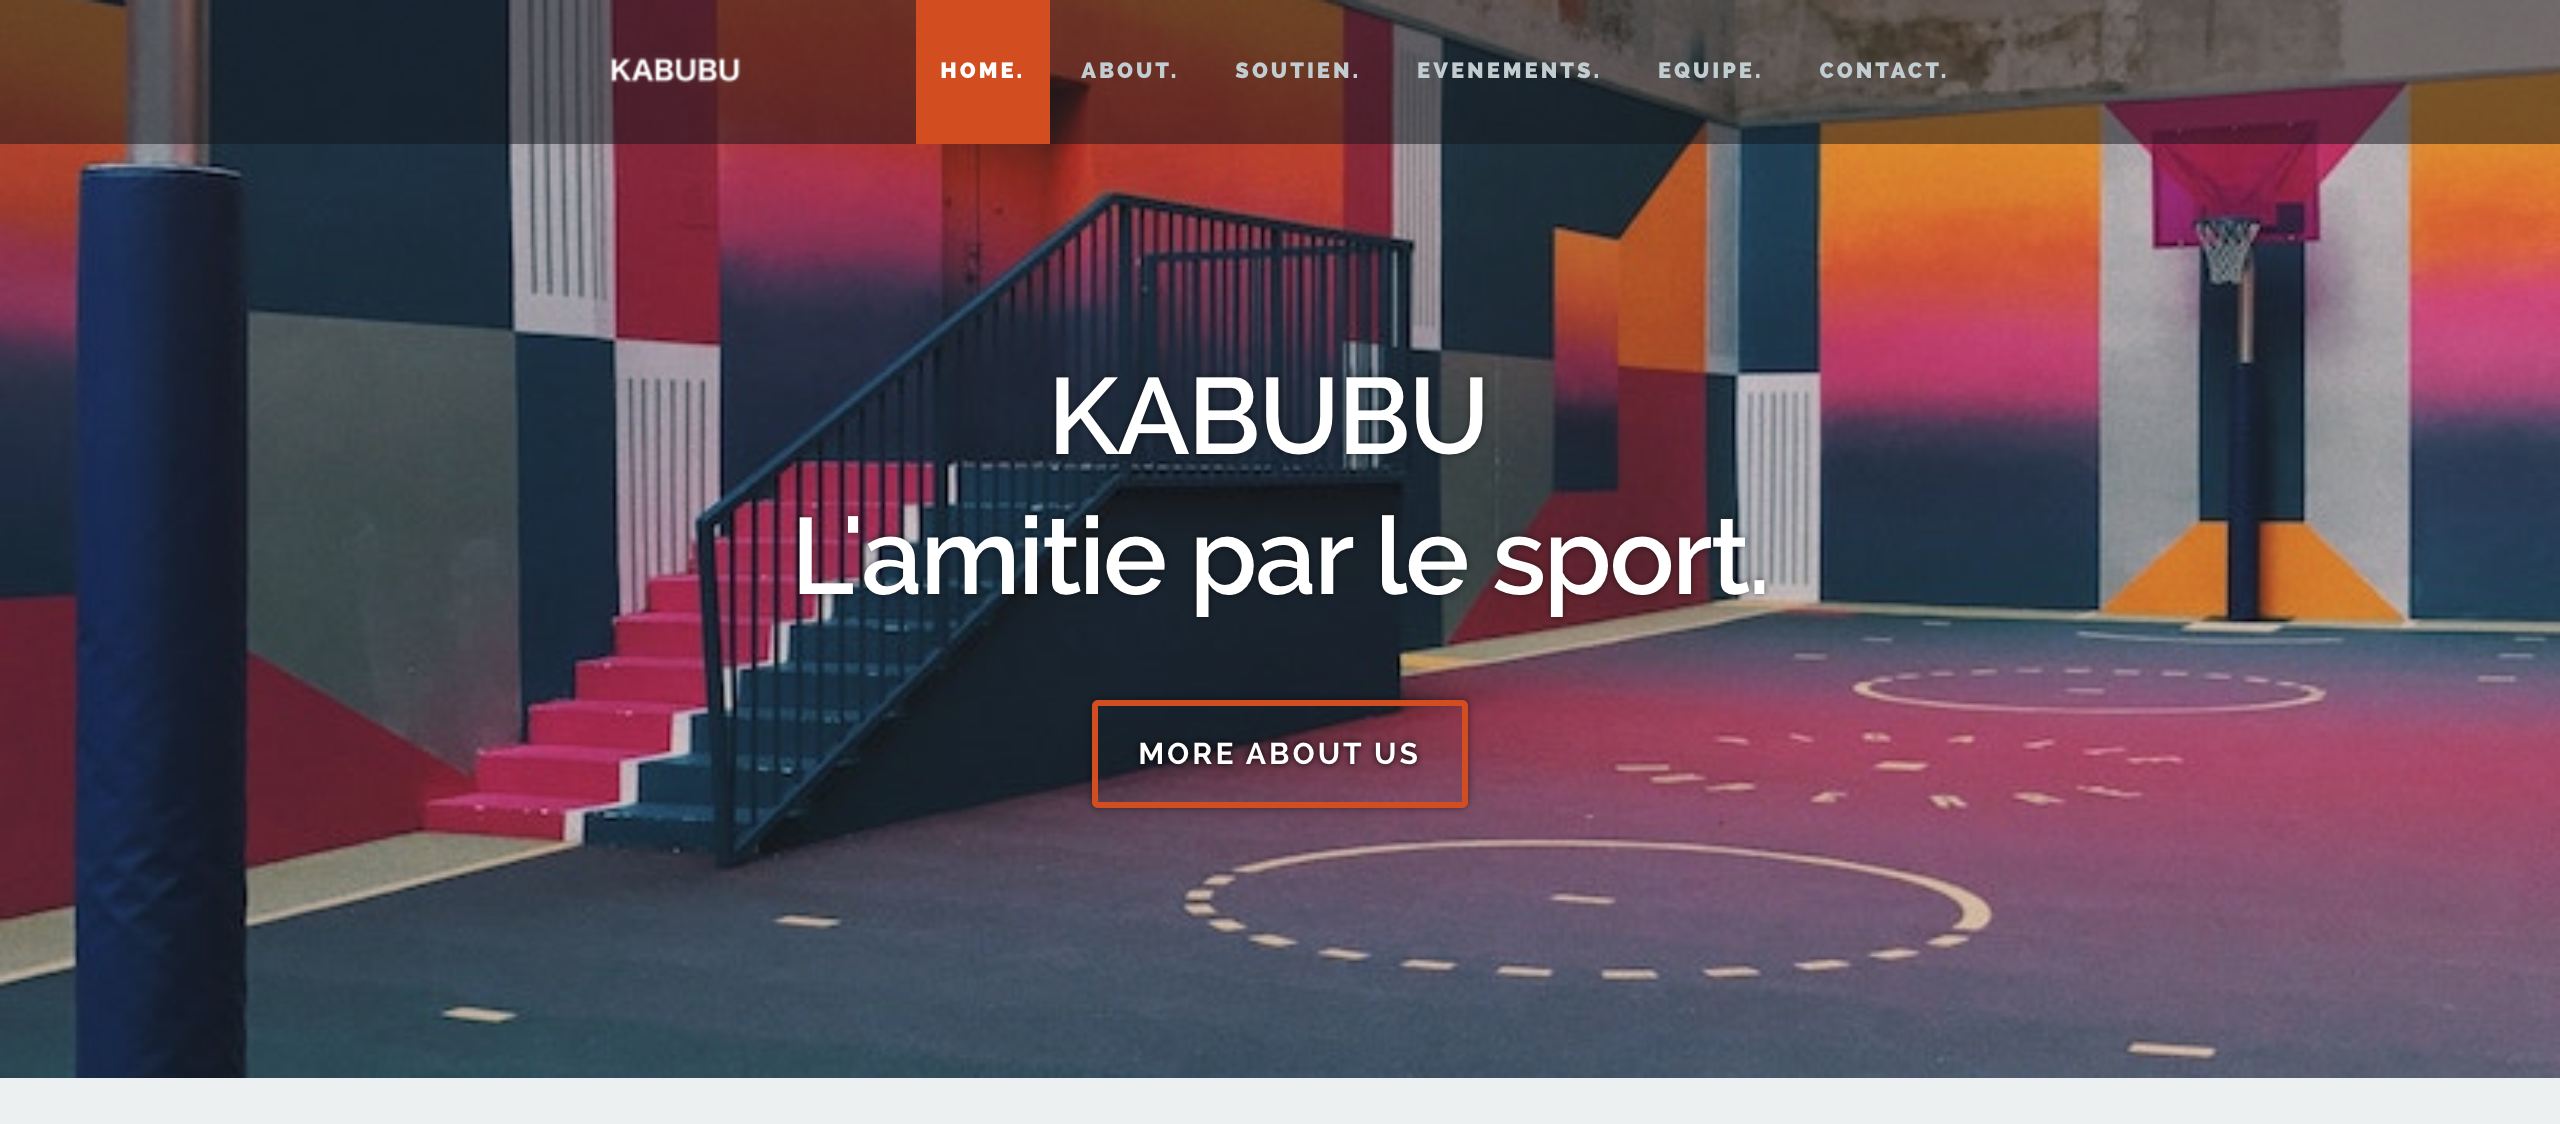 KABUBU
HOME. ABOUT. SOUTIEN. EVENEMENTS. EQUIPE. CONTACT.
KABUBU
L'amitie par le sport.
MORE ABOUT US